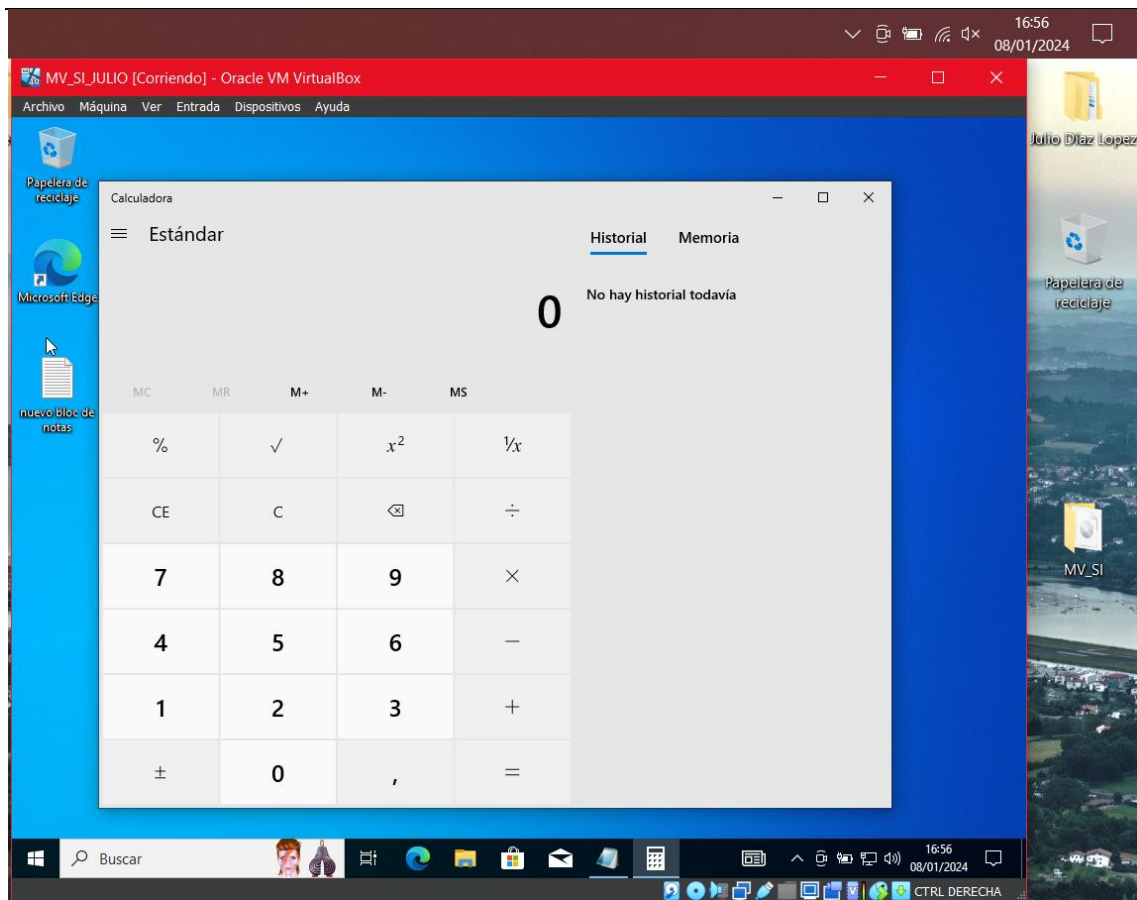 16:56
08/01/2024
MV_SI_JULIO [Corriendo] - Oracle VM VirtualBox
Archivo Máquina Ver Entrada Dispositivos Ayuda
Julio Díaz Lopez
Papelera de
reciclaje
Microsoft Edge
nuevo bloc de
notas
Calculadora
Estándar
Historial Memoria
No hay historial todavía
0
MC MR M+ M- MS
% √ x² ¹/x
CE C ÷
7 8 9 ×
4 5 6 −
1 2 3 +
± 0 , =
Papelera de
reciclaje
MV_SI
Buscar
16:56
08/01/2024
CTRL DERECHA